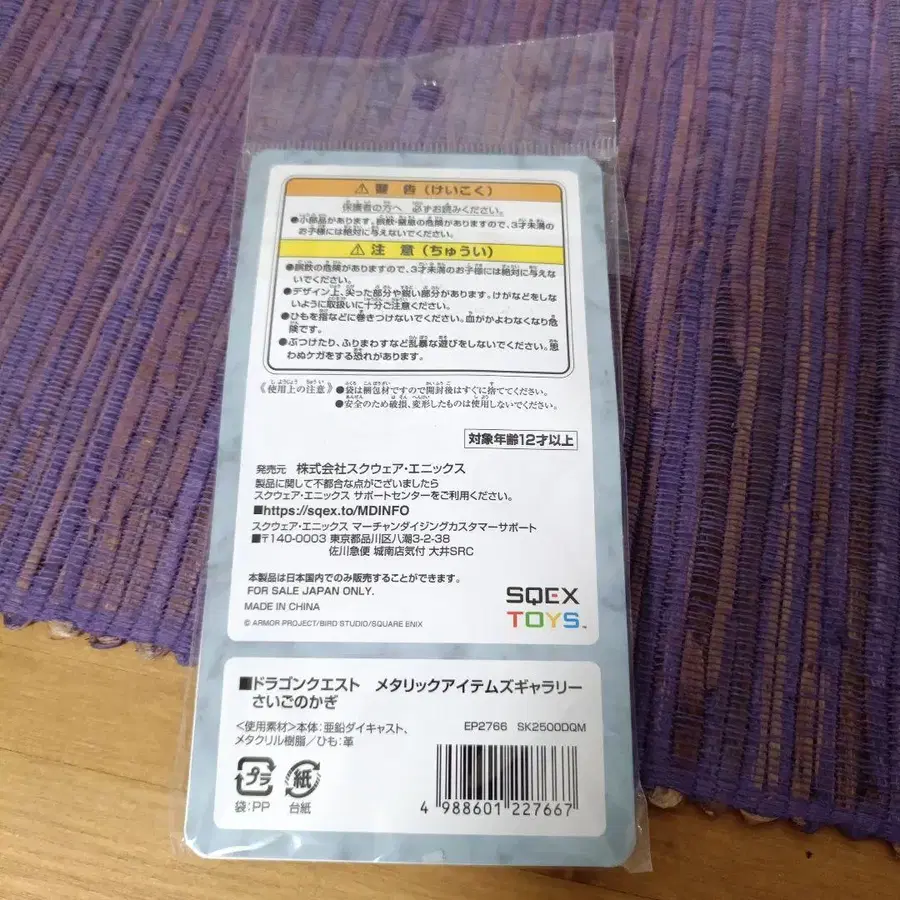 ⚠警告(けいこく)
保護者の方へ 必ずお読みください。
●小部品があります。誤飲・窒息の危険がありますので、3才未満の
お子様には絶対に与えないでください。
⚠注意(ちゅうい)
●誤飲の危険がありますので、3才未満のお子様には絶対に与えな
いでください。
●デザイン上、尖った部分や鋭い部分があります。けがなどをしな
いように取扱いに十分ご注意ください。
●ひもを指などに巻きつけないでください。血がかよわなくなり危
険です。
●ぶつけたり、ふりまわすなど乱暴な遊びをしないでください。思
わぬケガをする恐れがあります。
《使用上の注意》●袋は梱包材ですので開封後はすぐに捨ててください。
●安全のため破損、変形したものは使用しないでください。
対象年齢12才以上
発売元 株式会社スクウェア・エニックス
製品に関して不都合な点がございましたら
スクウェア・エニックス サポートセンターをご利用ください。
■https://sqex.to/MDINFO
スクウェア・エニックス マーチャンダイジングカスタマーサポート
■〒140-0003 東京都品川区八潮3-2-38
佐川急便 城南店気付 大井SRC
本製品は日本国内でのみ販売することができます。
FOR SALE JAPAN ONLY.
MADE IN CHINA
© ARMOR PROJECT/BIRD STUDIO/SQUARE ENIX
SQEX
TOYS™
■ドラゴンクエスト メタリックアイテムズギャラリー
さいごのかぎ
<使用素材>本体:亜鉛ダイキャスト、
メタクリル樹脂/ひも:革
EP2766 SK2500DQM
プラ
袋:PP
紙
台紙
4 988601 227667